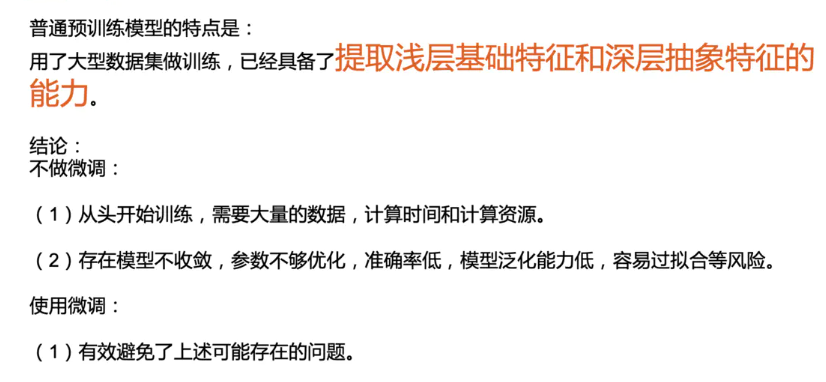 普通预训练模型的特点是：
用了大型数据集做训练，已经具备了提取浅层基础特征和深层抽象特征的
能力。
结论：
不做微调：
（1）从头开始训练，需要大量的数据，计算时间和计算资源。
（2）存在模型不收敛，参数不够优化，准确率低，模型泛化能力低，容易过拟合等风险。
使用微调：
（1）有效避免了上述可能存在的问题。